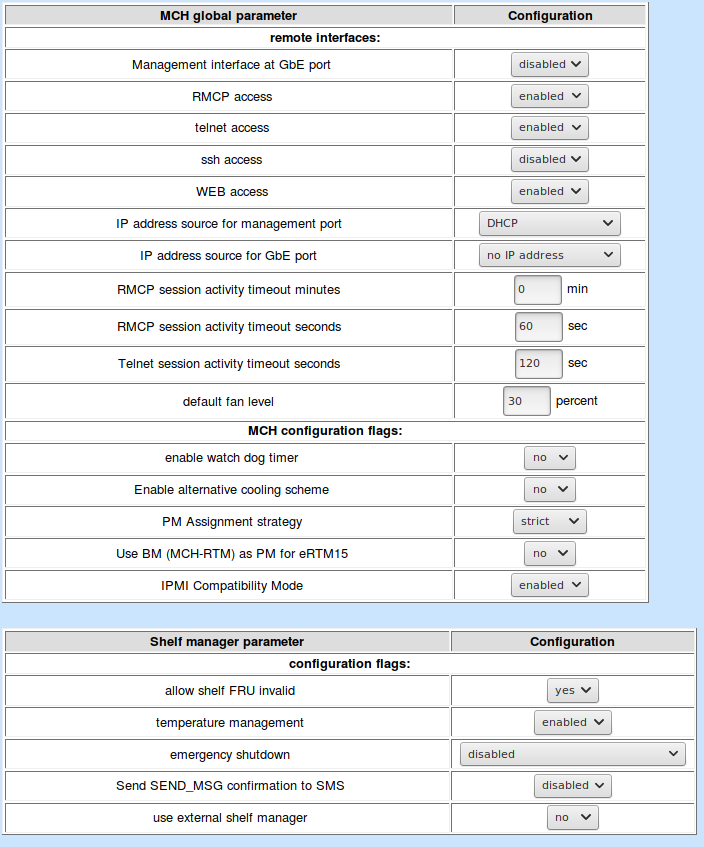 MCH global parameter Configuration
remote interfaces:
Management interface at GbE port disabled
RMCP access enabled
telnet access enabled
ssh access disabled
WEB access enabled
IP address source for management port DHCP
IP address source for GbE port no IP address
RMCP session activity timeout minutes 0 min
RMCP session activity timeout seconds 60 sec
Telnet session activity timeout seconds 120 sec
default fan level 30 percent
MCH configuration flags:
enable watch dog timer no
Enable alternative cooling scheme no
PM Assignment strategy strict
Use BM (MCH-RTM) as PM for eRTM15 no
IPMI Compatibility Mode enabled
Shelf manager parameter Configuration
configuration flags:
allow shelf FRU invalid yes
temperature management enabled
emergency shutdown disabled
Send SEND_MSG confirmation to SMS disabled
use external shelf manager no